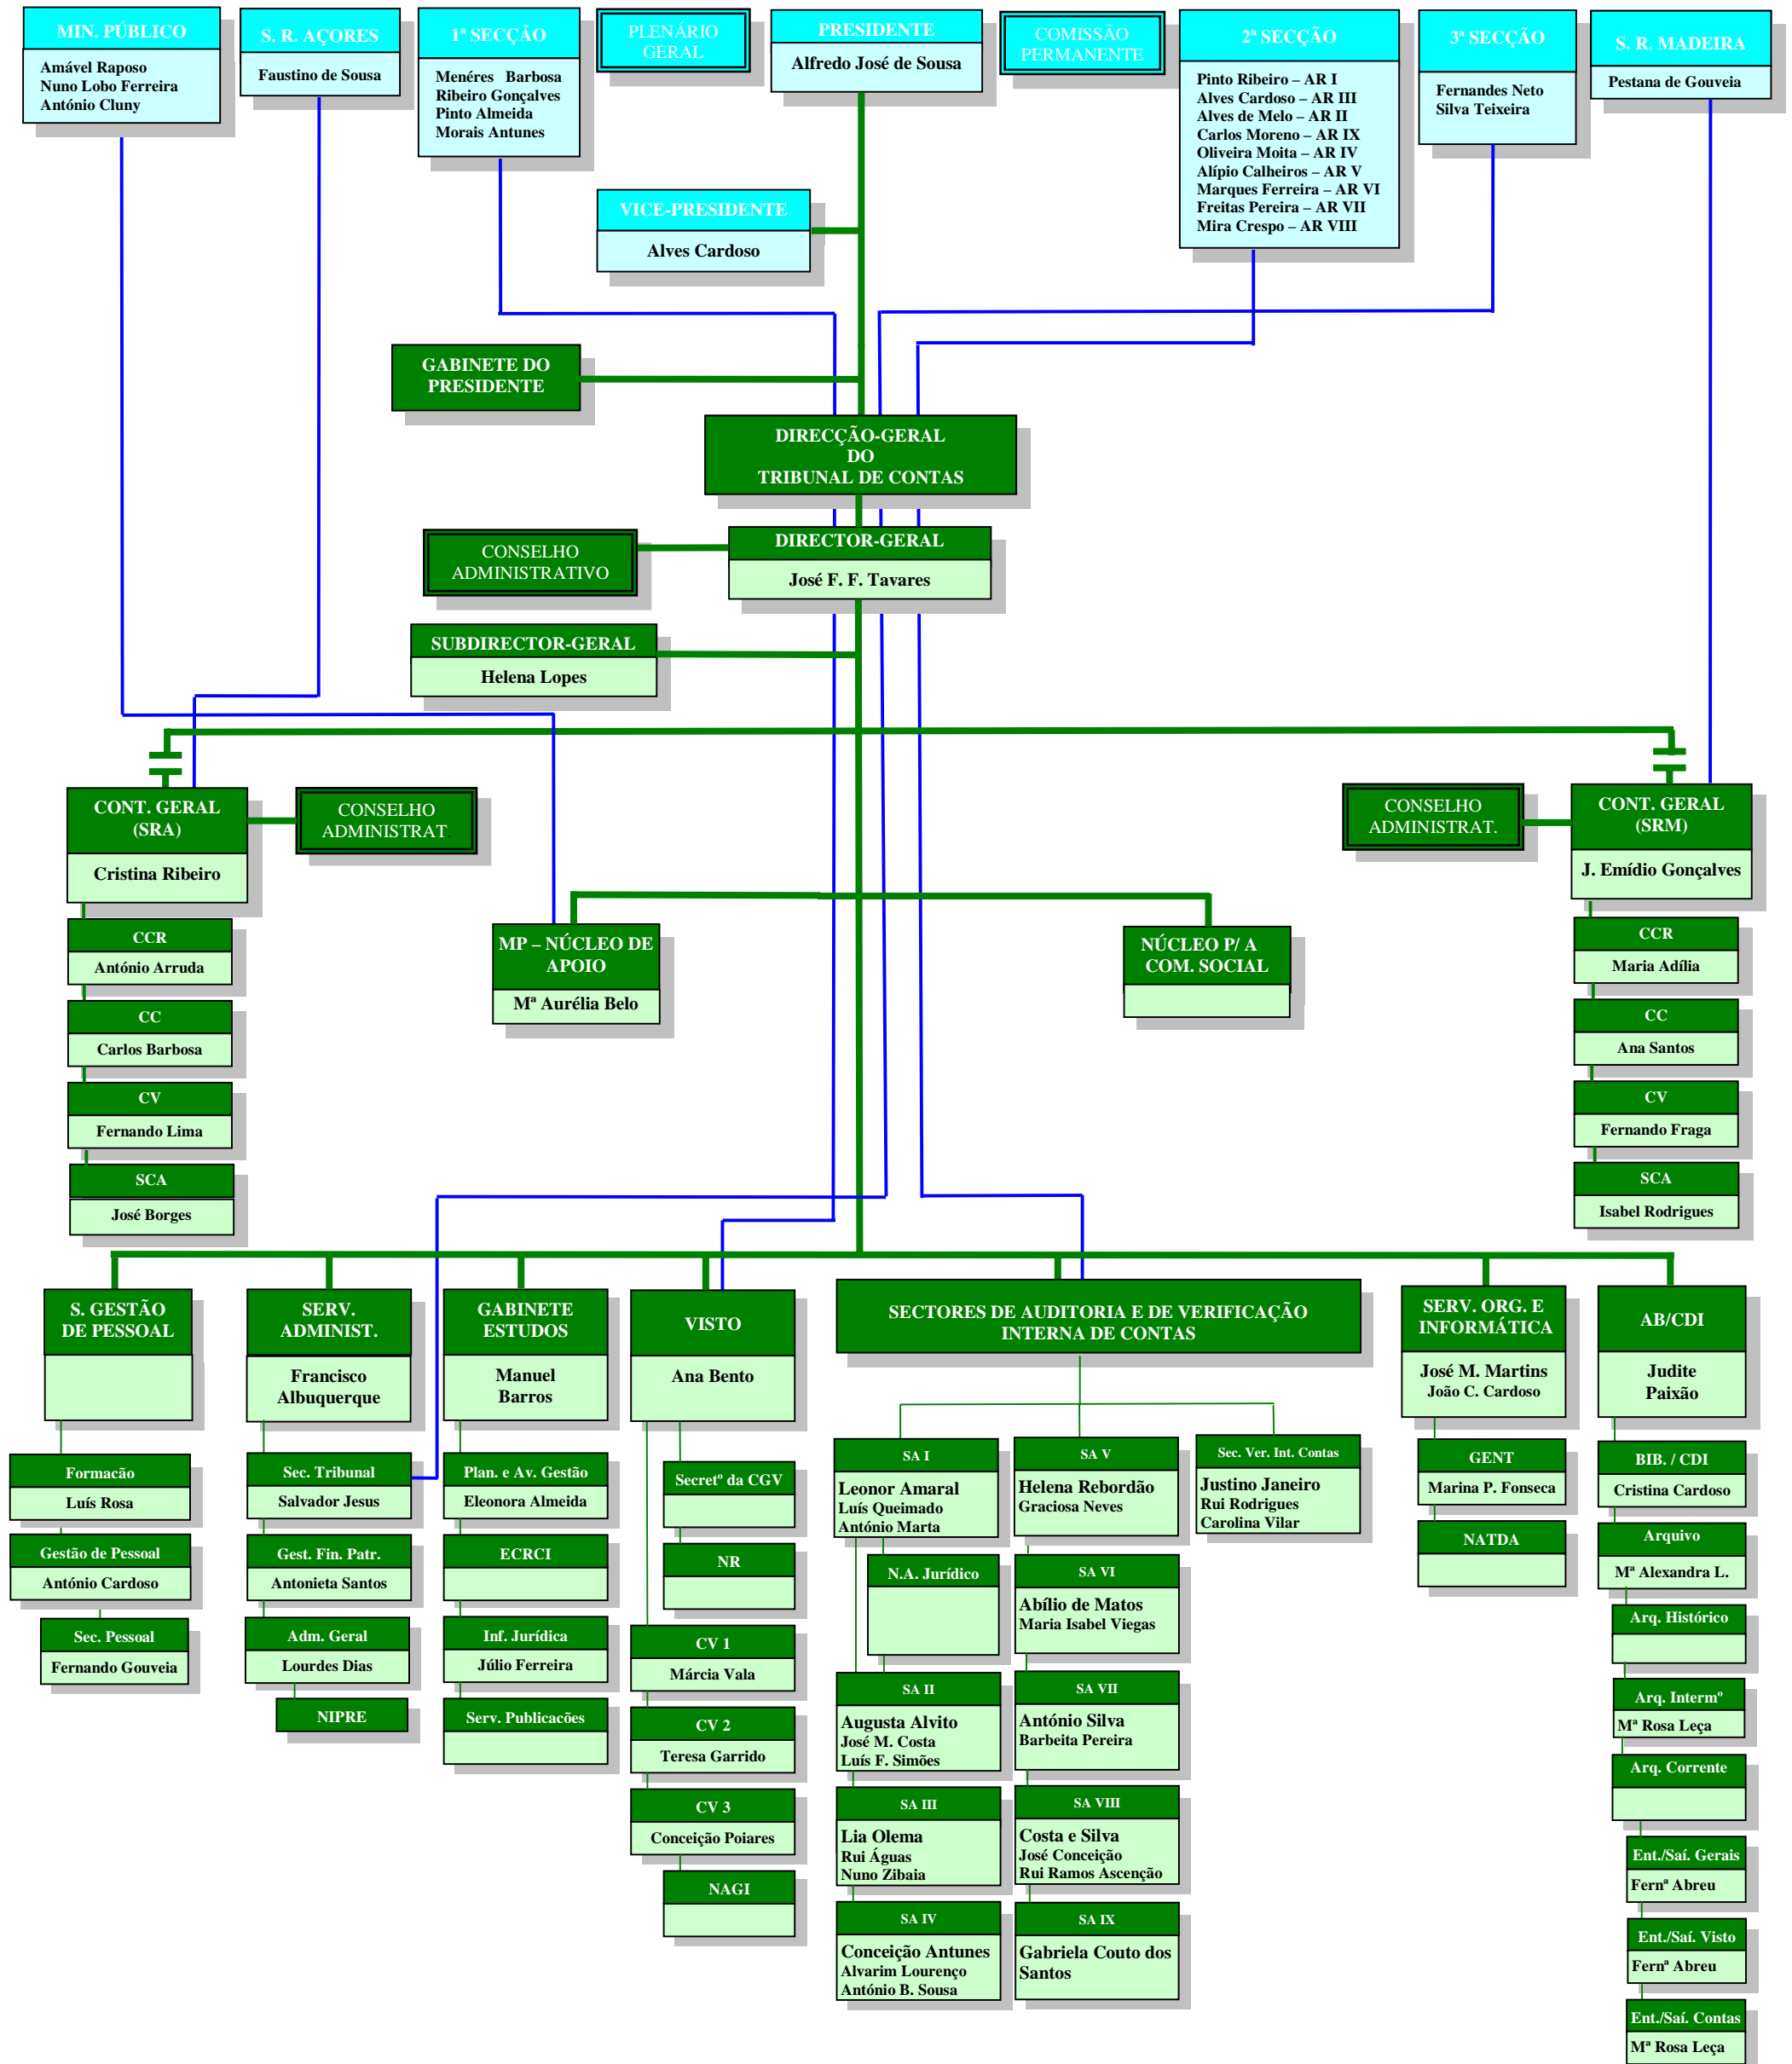 MIN. PÚBLICO
Amável Raposo
Nuno Lobo Ferreira
António Cluny
S. R. AÇORES
Faustino de Sousa
1ª SECÇÃO
Menéres Barbosa
Ribeiro Gonçalves
Pinto Almeida
Morais Antunes
PLENÁRIO
GERAL
PRESIDENTE
Alfredo José de Sousa
COMISSÃO
PERMANENTE
2ª SECÇÃO
Pinto Ribeiro – AR I
Alves Cardoso – AR III
Alves de Melo – AR II
Carlos Moreno – AR IX
Oliveira Moita – AR IV
Alípio Calheiros – AR V
Marques Ferreira – AR VI
Freitas Pereira – AR VII
Mira Crespo – AR VIII
3ª SECÇÃO
Fernandes Neto
Silva Teixeira
S. R. MADEIRA
Pestana de Gouveia
VICE-PRESIDENTE
Alves Cardoso
GABINETE DO
PRESIDENTE
DIRECÇÃO-GERAL
DO
TRIBUNAL DE CONTAS
CONSELHO
ADMINISTRATIVO
DIRECTOR-GERAL
José F. F. Tavares
SUBDIRECTOR-GERAL
Helena Lopes
CONT. GERAL
(SRA)
Cristina Ribeiro
CONSELHO
ADMINISTRAT.
CONSELHO
ADMINISTRAT.
CONT. GERAL
(SRM)
J. Emídio Gonçalves
CCR
António Arruda
CC
Carlos Barbosa
CV
Fernando Lima
SCA
José Borges
MP – NÚCLEO DE
APOIO
Mª Aurélia Belo
NÚCLEO P/ A
COM. SOCIAL
CCR
Maria Adília
CC
Ana Santos
CV
Fernando Fraga
SCA
Isabel Rodrigues
S. GESTÃO
DE PESSOAL
Formacão
Luís Rosa
Gestão de Pessoal
António Cardoso
Sec. Pessoal
Fernando Gouveia
SERV.
ADMINIST.
Francisco
Albuquerque
Sec. Tribunal
Salvador Jesus
Gest. Fin. Patr.
Antonieta Santos
Adm. Geral
Lourdes Dias
NIPRE
GABINETE
ESTUDOS
Manuel
Barros
Plan. e Av. Gestão
Eleonora Almeida
ECRCI
Inf. Jurídica
Júlio Ferreira
Serv. Publicacões
VISTO
Ana Bento
Secretº da CGV
NR
CV 1
Márcia Vala
CV 2
Teresa Garrido
CV 3
Conceição Poiares
NAGI
SECTORES DE AUDITORIA E DE VERIFICAÇÃO
INTERNA DE CONTAS
SA I
Leonor Amaral
Luís Queimado
António Marta
N.A. Jurídico
SA II
Augusta Alvito
José M. Costa
Luís F. Simões
SA III
Lia Olema
Rui Águas
Nuno Zibaia
SA IV
Conceição Antunes
Alvarim Lourenço
António B. Sousa
SA V
Helena Rebordão
Graciosa Neves
SA VI
Abílio de Matos
Maria Isabel Viegas
SA VII
António Silva
Barbeita Pereira
SA VIII
Costa e Silva
José Conceição
Rui Ramos Ascenção
SA IX
Gabriela Couto dos
Santos
Sec. Ver. Int. Contas
Justino Janeiro
Rui Rodrigues
Carolina Vilar
SERV. ORG. E
INFORMÁTICA
José M. Martins
João C. Cardoso
GENT
Marina P. Fonseca
NATDA
AB/CDI
Judite
Paixão
BIB. / CDI
Cristina Cardoso
Arquivo
Mª Alexandra L.
Arq. Histórico
Arq. Intermº
Mª Rosa Leça
Arq. Corrente
Ent./Saí. Gerais
Fernª Abreu
Ent./Saí. Visto
Fernª Abreu
Ent./Saí. Contas
Mª Rosa Leça